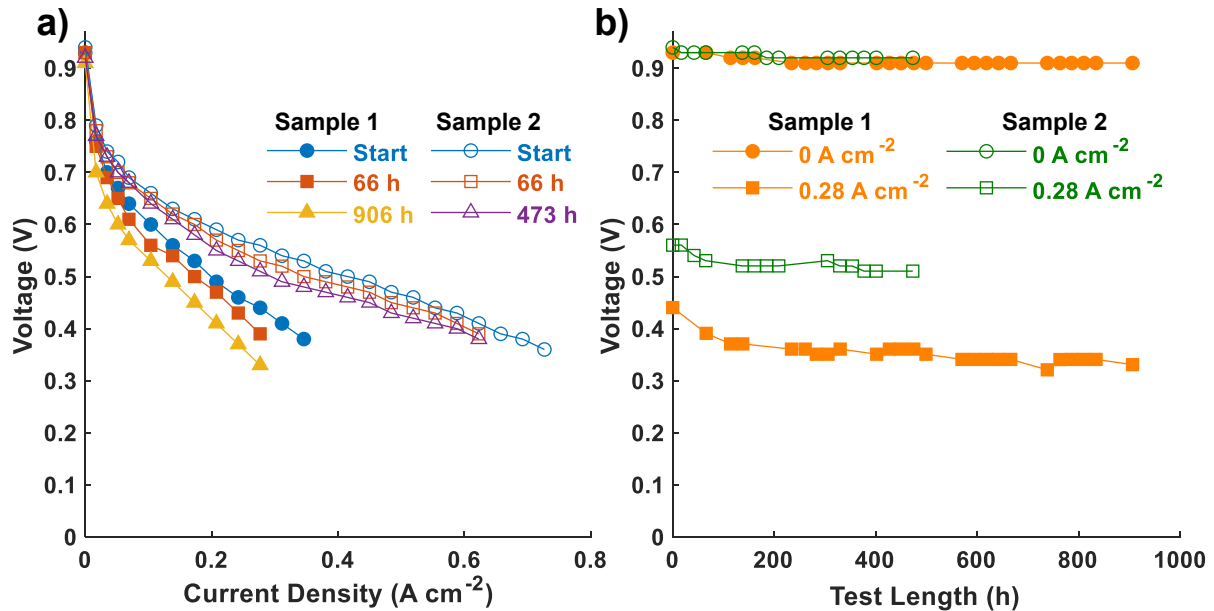 a)
0.9
0.8
0.7
0.6
0.5
0.4
0.3
0.2
0.1
0
Voltage (V)
Sample 1 Sample 2
Start Start
66 h 66 h
906 h 473 h
0 0.2 0.4 0.6 0.8
Current Density (A cm⁻²)
b)
0.9
0.8
0.7
0.6
0.5
0.4
0.3
0.2
0.1
0
Voltage (V)
Sample 1 Sample 2
0 A cm⁻² 0 A cm⁻²
0.28 A cm⁻² 0.28 A cm⁻²
0 200 400 600 800 1000
Test Length (h)